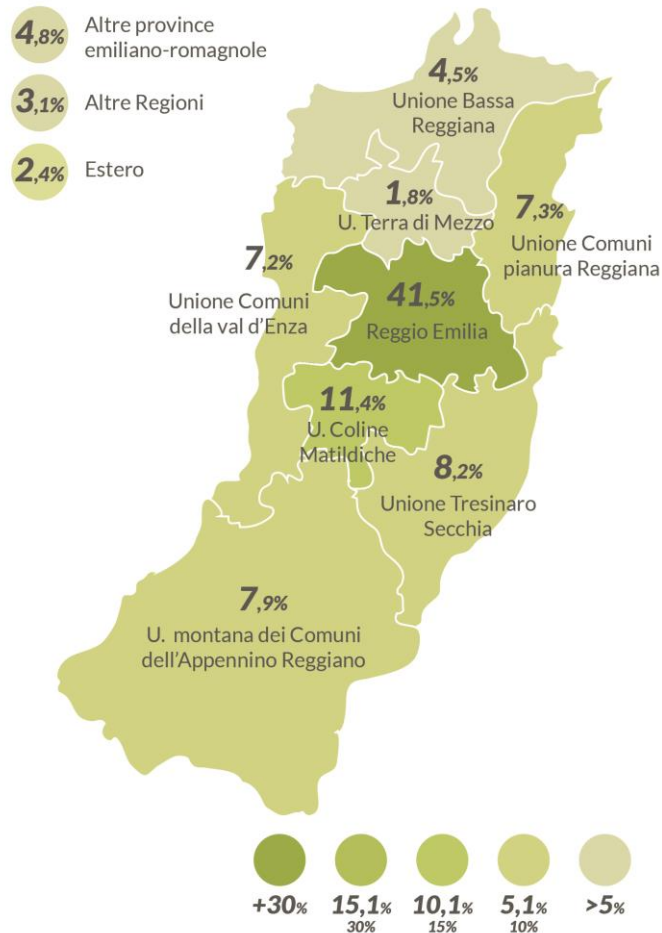 4,8% Altre province
emiliano-romagnole
3,1% Altre Regioni
2,4% Estero
4,5%
Unione Bassa
Reggiana
1,8%
U. Terra di Mezzo
7,3%
Unione Comuni
pianura Reggiana
7,2%
Unione Comuni
della val d'Enza
41,5%
Reggio Emilia
11,4%
U. Coline
Matildiche
8,2%
Unione Tresinaro
Secchia
7,9%
U. montana dei Comuni
dell'Appennino Reggiano
+30% 15,1% 10,1% 5,1% >5%
30% 15% 10%